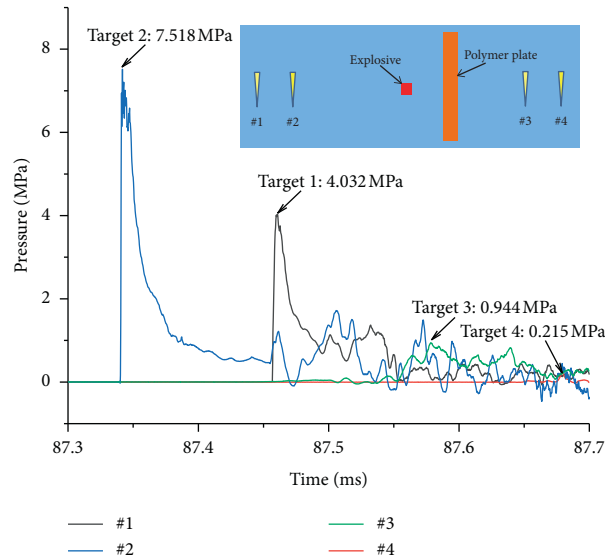 8
6
4
2
0
Pressure (MPa)
Target 2: 7.518 MPa
Explosive
Polymer plate
#1
#2
#3
#4
Target 1: 4.032 MPa
Target 3: 0.944 MPa
Target 4: 0.215 MPa
87.3
87.4
87.5
87.6
87.7
Time (ms)
#1
#2
#3
#4